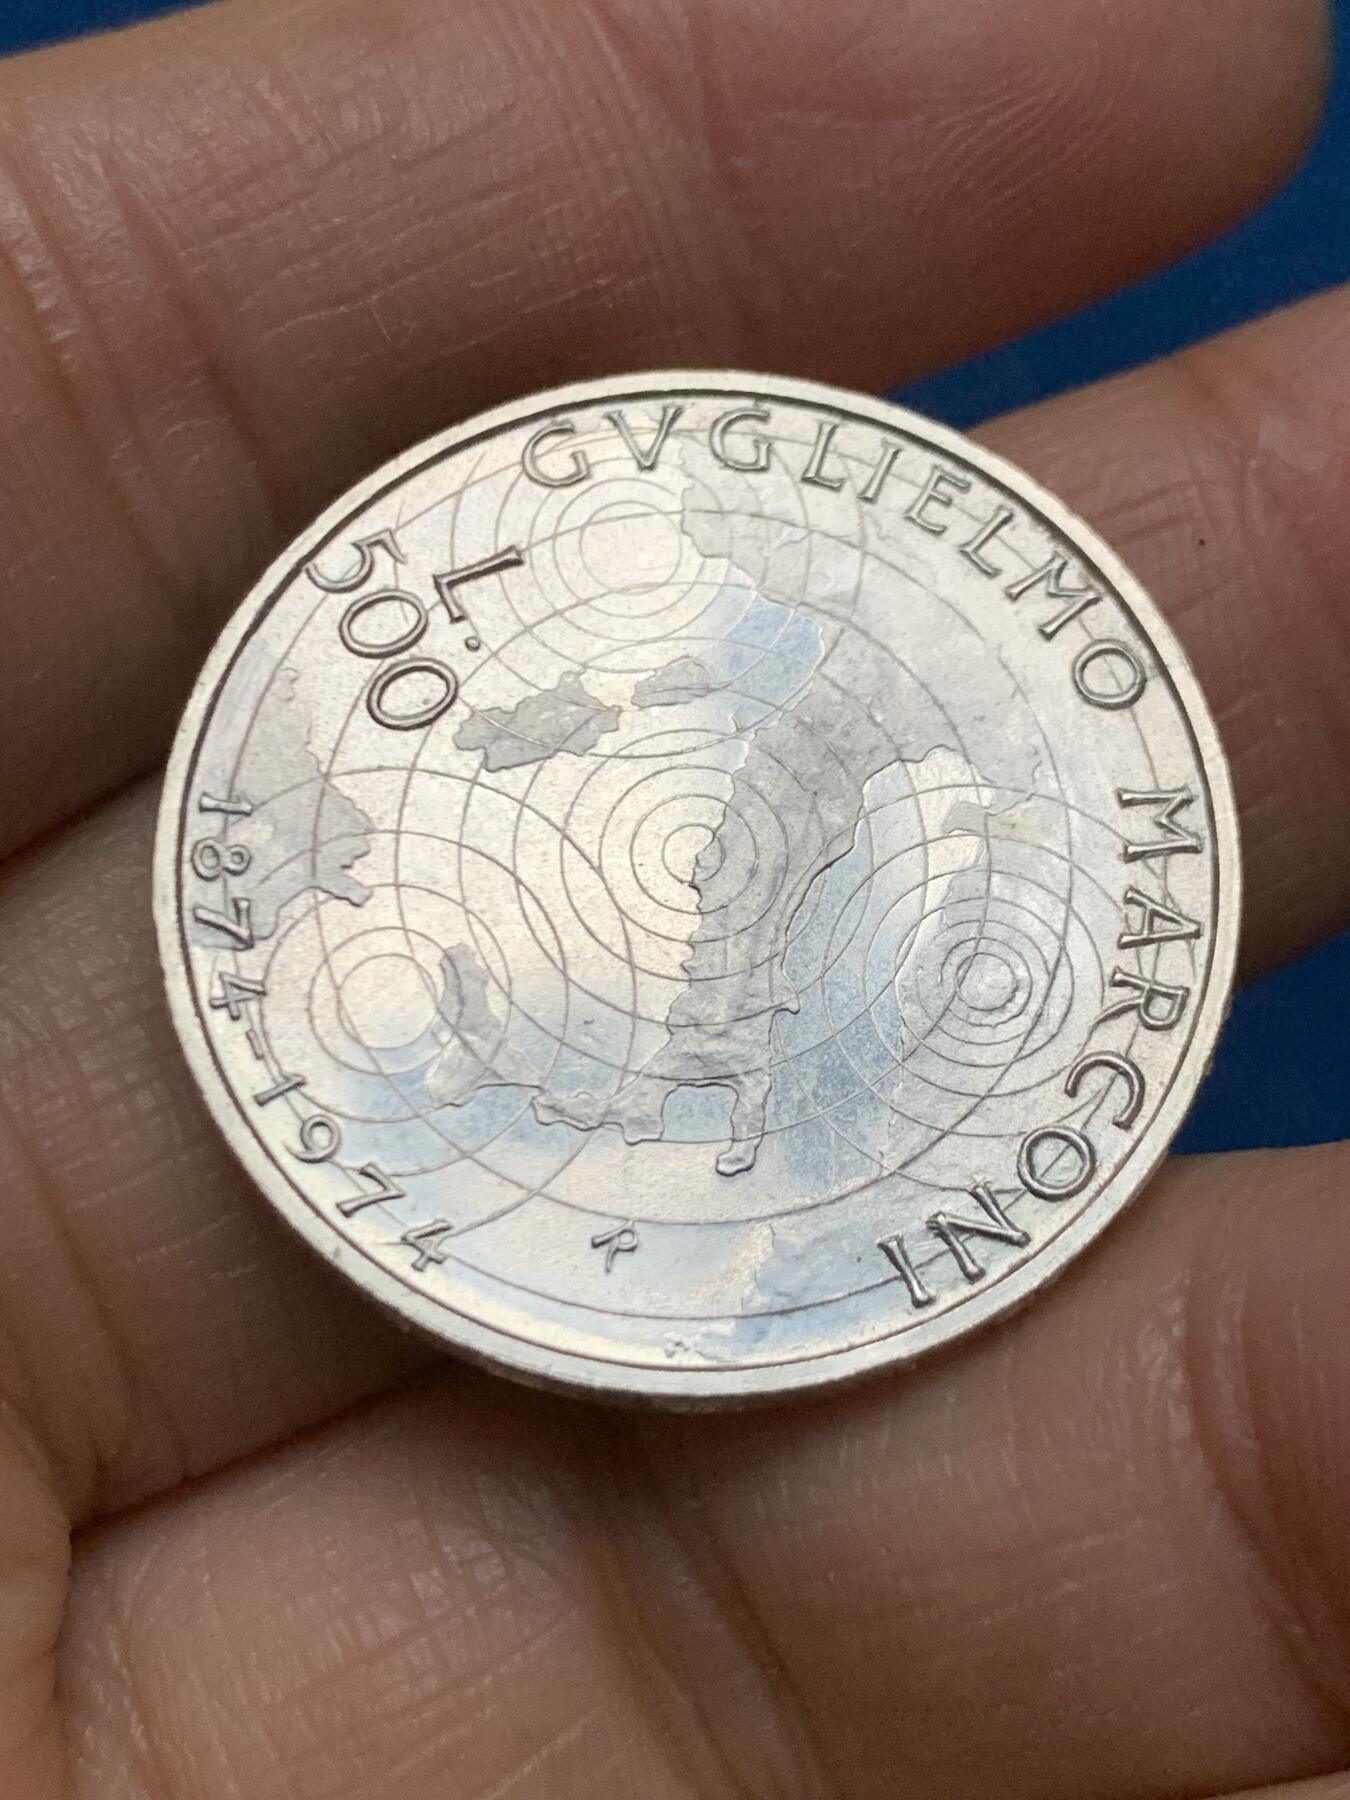 GVGLIELMO MARCONI
L.
500
1874-1974
R